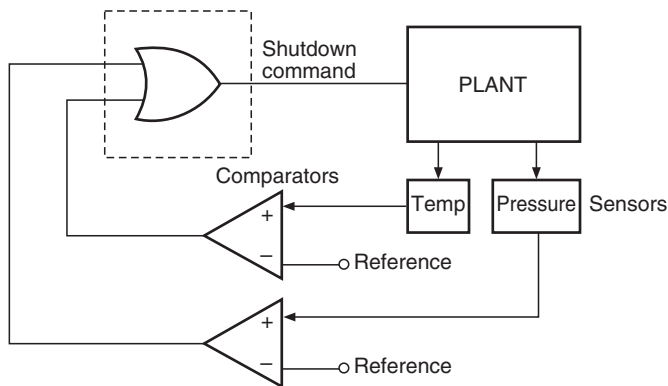 Shutdown
command
PLANT
Comparators
Temp
Pressure
Sensors
+
–
Reference
+
–
Reference